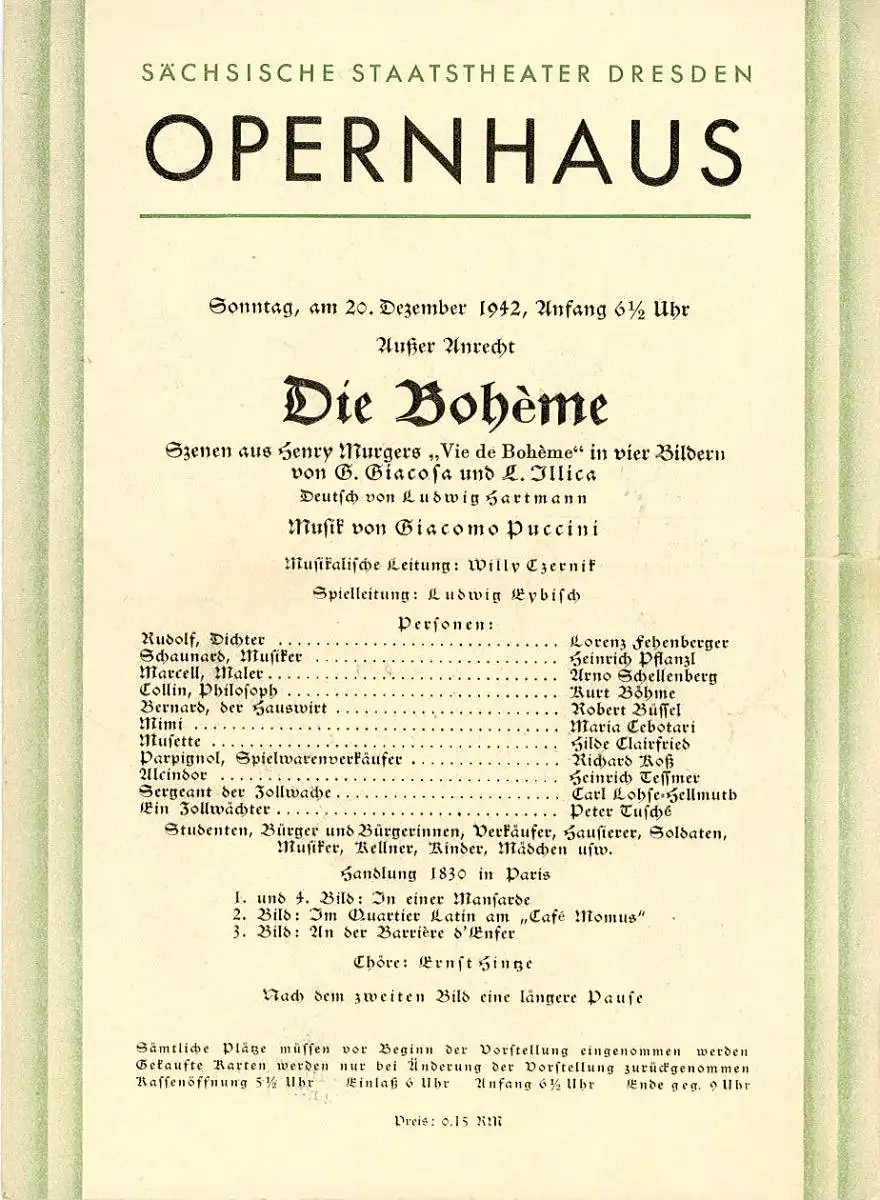 SÄCHSISCHE STAATSTHEATER DRESDEN
OPERNHAUS
Sonntag, am 20. Dezember 1942, Anfang 6½ Uhr
Außer Anrecht
Die Bohème
Szenen aus Henry Murgers „Vie de Bohème“ in vier Bildern
von G. Giacosa und L. Illica
Deutsch von Ludwig Hartmann
Musik von Giacomo Puccini
Musikalische Leitung: Willy Czernik
Spielleitung: Ludwig Eybisch
Personen:
Rudolf, Dichter . . . . . . . . . . . . . . . . . . . . . . . . . . . . Lorenz Fehenberger
Schaunard, Musiker . . . . . . . . . . . . . . . . . . . . . . . . Heinrich Pflanzl
Marcell, Maler . . . . . . . . . . . . . . . . . . . . . . . . . . . . Arno Schellenberg
Collin, Philosoph . . . . . . . . . . . . . . . . . . . . . . . . . . Kurt Böhme
Bernard, der Hauswirt . . . . . . . . . . . . . . . . . . . . . . Robert Büssel
Mimi . . . . . . . . . . . . . . . . . . . . . . . . . . . . . . . . . . . Maria Cebotari
Musette . . . . . . . . . . . . . . . . . . . . . . . . . . . . . . . . . Hilde Clairfried
Parpignol, Spielwarenverkäufer . . . . . . . . . . . . . . Richard Koß
Alcindor . . . . . . . . . . . . . . . . . . . . . . . . . . . . . . . . Heinrich Tessmer
Sergeant der Zollwache . . . . . . . . . . . . . . . . . . . . . Carl Lohse-Hellmuth
Ein Zollwächter . . . . . . . . . . . . . . . . . . . . . . . . . . . Peter Tusché
Studenten, Bürger und Bürgerinnen, Verkäufer, Hausierer, Soldaten,
Musiker, Kellner, Kinder, Mädchen usw.
Handlung 1830 in Paris
1. und 4. Bild: In einer Mansarde
2. Bild: Im Quartier Latin am „Café Momus“
3. Bild: An der Barrière d'Enfer
Chöre: Ernst Hintze
Nach dem zweiten Bild eine längere Pause
Sämtliche Plätze müssen vor Beginn der Vorstellung eingenommen werden
Gekaufte Karten werden nur bei Änderung der Vorstellung zurückgenommen
Kassenöffnung 5½ Uhr Einlaß 6 Uhr Anfang 6½ Uhr Ende geg. 9 Uhr
Preis: 0,15 RM